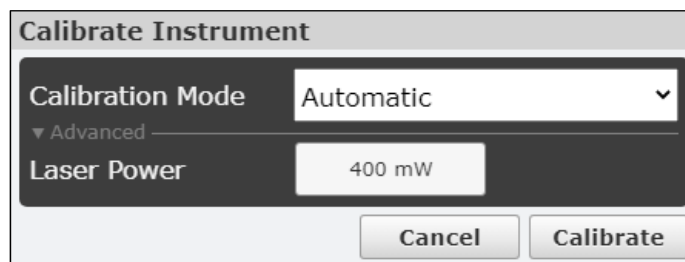 Calibrate Instrument
Calibration Mode Automatic
▼ Advanced
Laser Power 400 mW
Cancel Calibrate